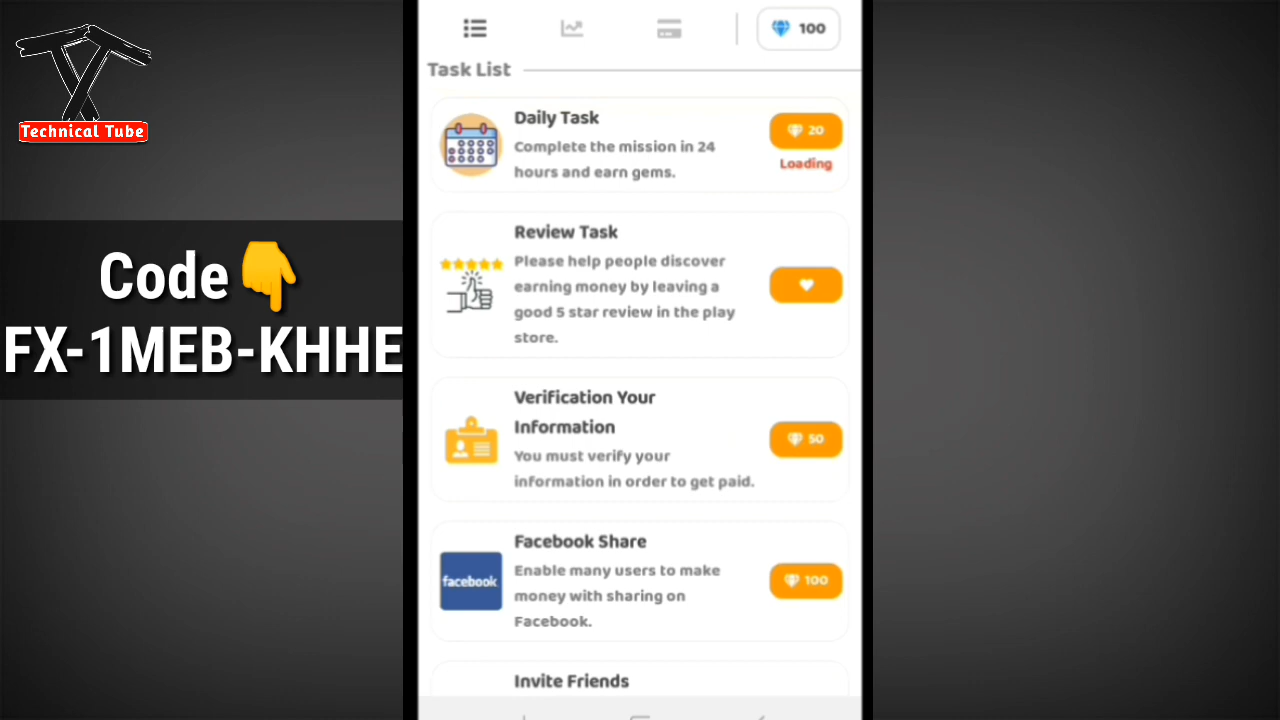 Technical Tube
Code👇
FX-1MEB-KHHE
100
Task List
Daily Task
Complete the mission in 24
hours and earn gems.
20
Loading
Review Task
Please help people discover
earning money by leaving a
good 5 star review in the play
store.
Verification Your
Information
You must verify your
information in order to get paid.
50
facebook
Facebook Share
Enable many users to make
money with sharing on
Facebook.
100
Invite Friends